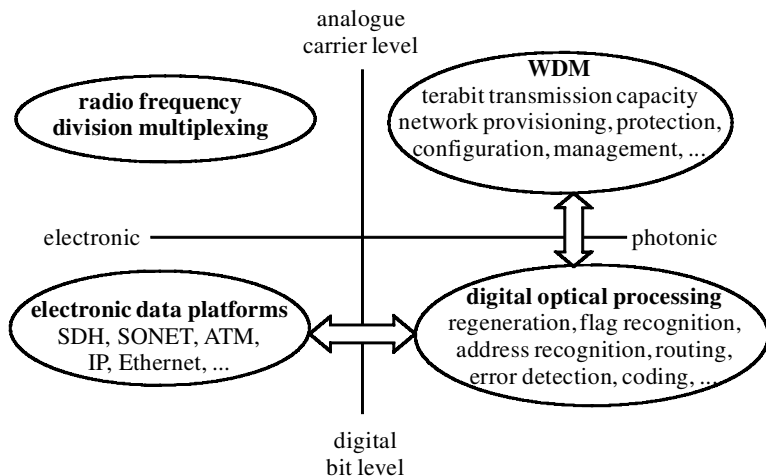 analogue
carrier level
WDM
terabit transmission capacity
network provisioning, protection,
configuration, management, ...
radio frequency
division multiplexing
electronic
photonic
electronic data platforms
SDH, SONET, ATM,
IP, Ethernet, ...
digital optical processing
regeneration, flag recognition,
address recognition, routing,
error detection, coding, ...
digital
bit level